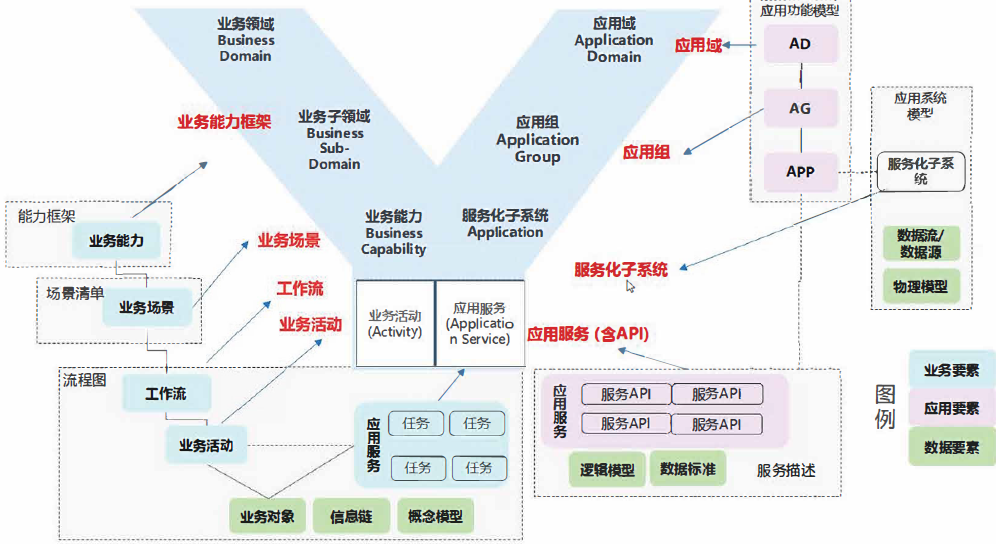 业务领域
Business
Domain
应用域
Application
Domain
业务能力框架
业务子领域
Business
Sub-
Domain
应用组
Application
Group
应用域
应用组
业务能力
Business
Capability
服务化子系统
Application
业务活动
(Activity)
应用服务
(Applicatio
n Service)
业务场景
工作流
业务活动
服务化子系统
应用服务 (含API)
能力框架
业务能力
场景清单
业务场景
流程图
工作流
业务活动
应用服务
任务
任务
任务
任务
业务对象
信息链
概念模型
应用功能模型
AD
AG
APP
应用系统
模型
服务化子系
统
数据流/
数据源
物理模型
应用服务
服务API
服务API
服务API
服务API
逻辑模型
数据标准
服务描述
图例
业务要素
应用要素
数据要素